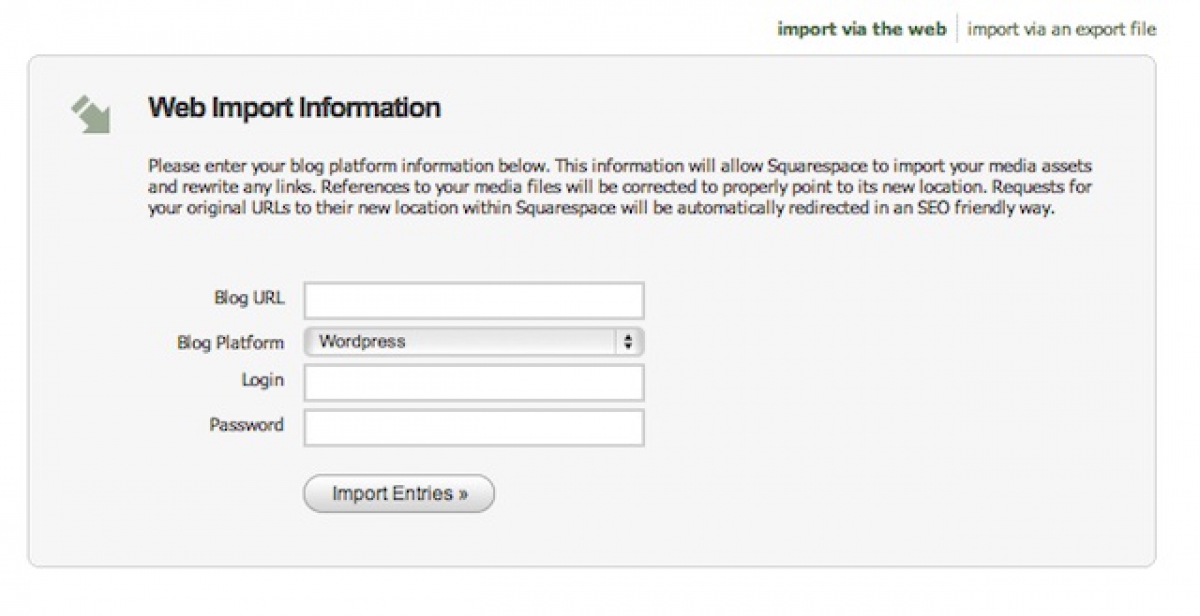 import via the web import via an export file
Web Import Information
Please enter your blog platform information below. This information will allow Squarespace to import your media assets
and rewrite any links. References to your media files will be corrected to properly point to its new location. Requests for
your original URLs to their new location within Squarespace will be automatically redirected in an SEO friendly way.
Blog URL
Blog Platform Wordpress
Login
Password
Import Entries »